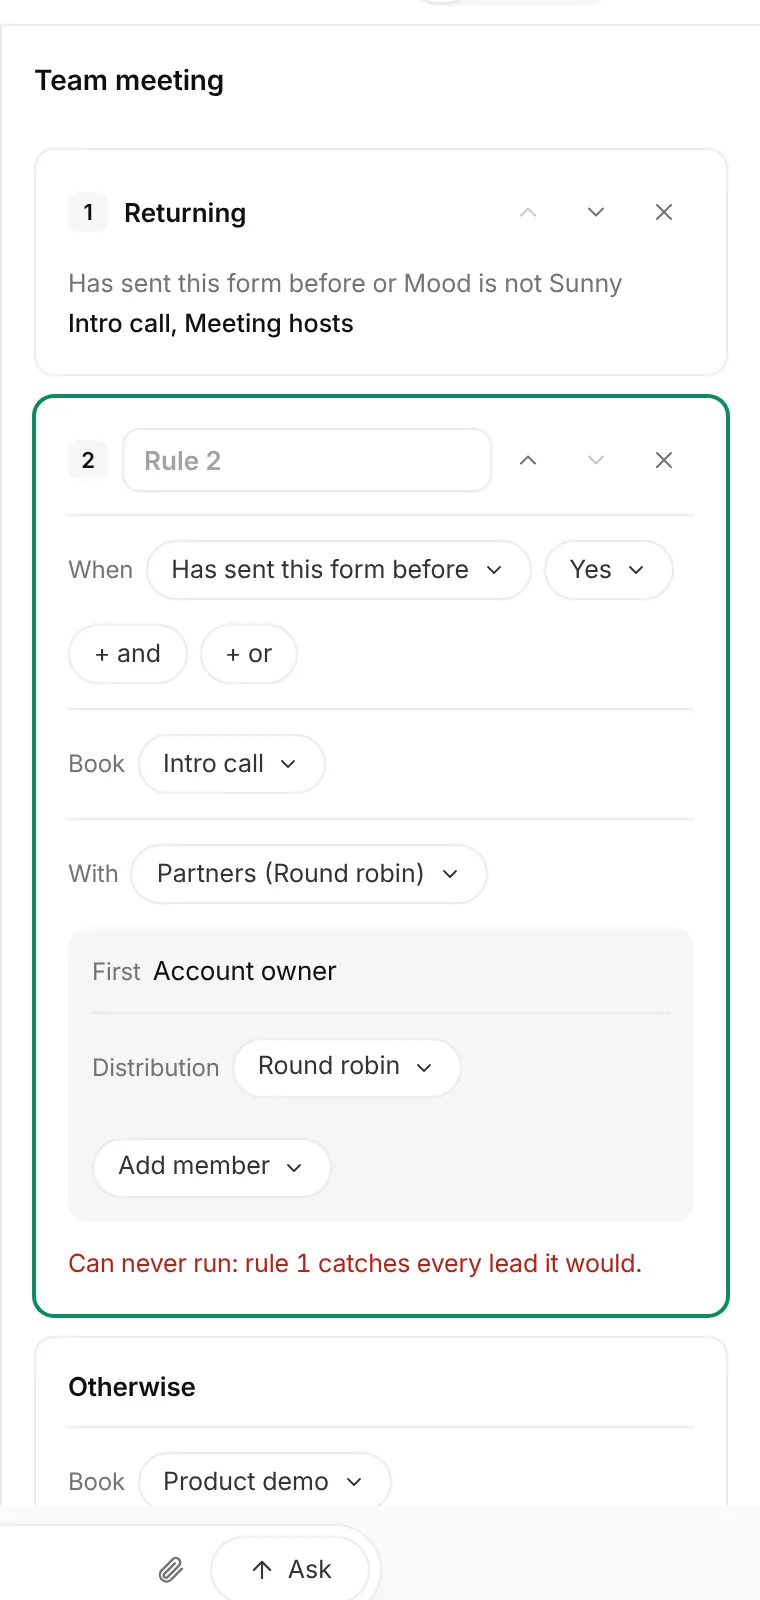 Team meeting
1 Returning
Has sent this form before or Mood is not Sunny
Intro call, Meeting hosts
2 Rule 2
When Has sent this form before Yes
+ and + or
Book Intro call
With Partners (Round robin)
First Account owner
Distribution Round robin
Add member
Can never run: rule 1 catches every lead it would.
Otherwise
Book Product demo
Ask